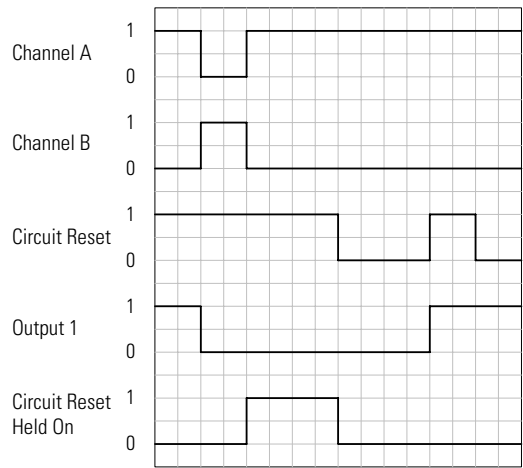 1
Channel A
0
1
Channel B
0
1
Circuit Reset
0
1
Output 1
0
Circuit Reset 1
Held On
0